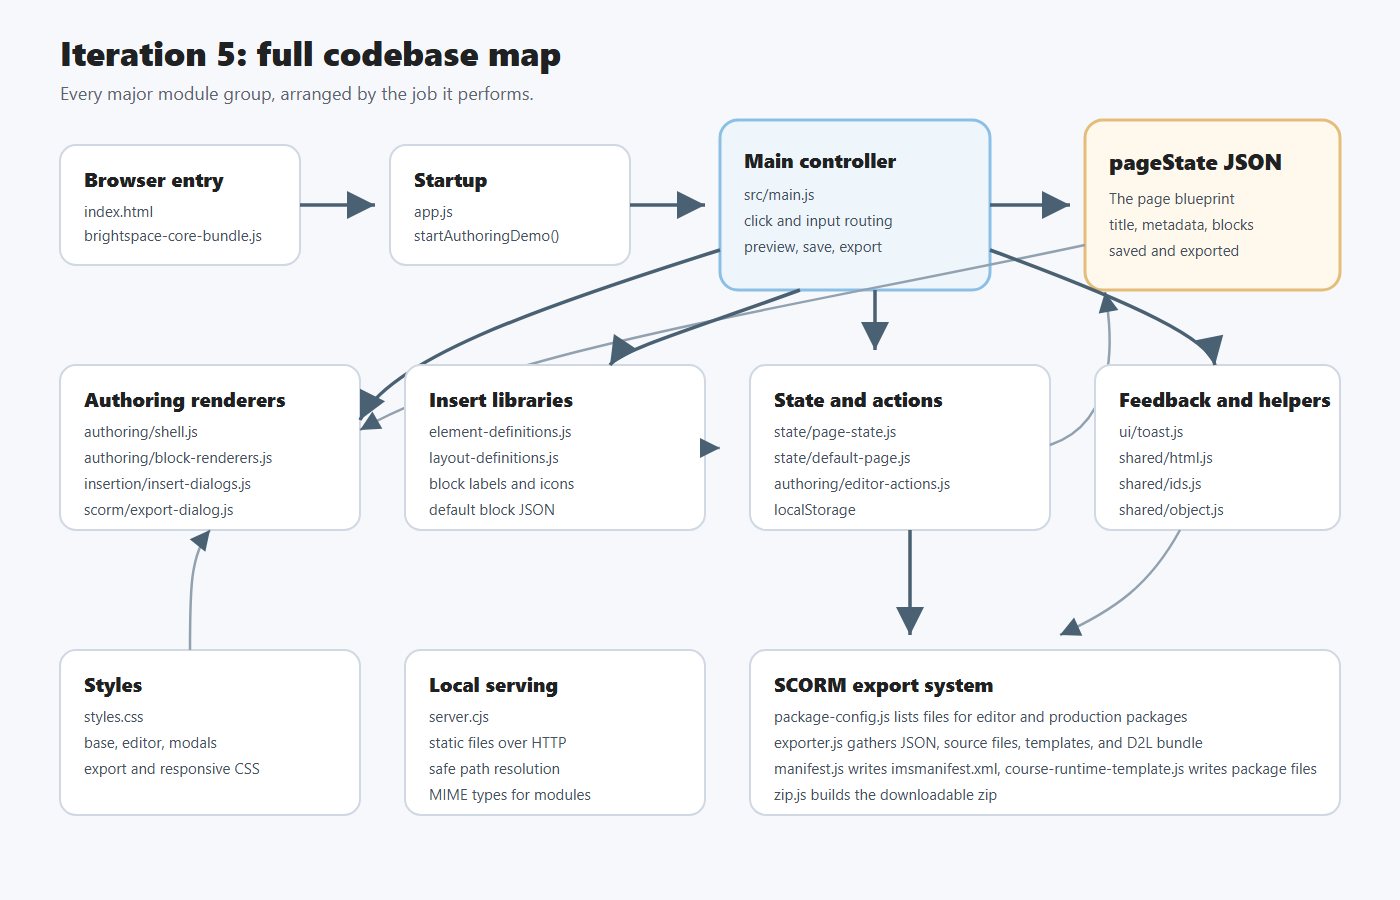 Iteration 5: full codebase map
Every major module group, arranged by the job it performs.
Browser entry
index.html
brightspace-core-bundle.js
Startup
app.js
startAuthoringDemo()
Main controller
src/main.js
click and input routing
preview, save, export
pageState JSON
The page blueprint
title, metadata, blocks
saved and exported
Authoring renderers
authoring/shell.js
authoring/block-renderers.js
insertion/insert-dialogs.js
scorm/export-dialog.js
Insert libraries
element-definitions.js
layout-definitions.js
block labels and icons
default block JSON
State and actions
state/page-state.js
state/default-page.js
authoring/editor-actions.js
localStorage
Feedback and helpers
ui/toast.js
shared/html.js
shared/ids.js
shared/object.js
Styles
styles.css
base, editor, modals
export and responsive CSS
Local serving
server.cjs
static files over HTTP
safe path resolution
MIME types for modules
SCORM export system
package-config.js lists files for editor and production packages
exporter.js gathers JSON, source files, templates, and D2L bundle
manifest.js writes imsmanifest.xml, course-runtime-template.js writes package files
zip.js builds the downloadable zip